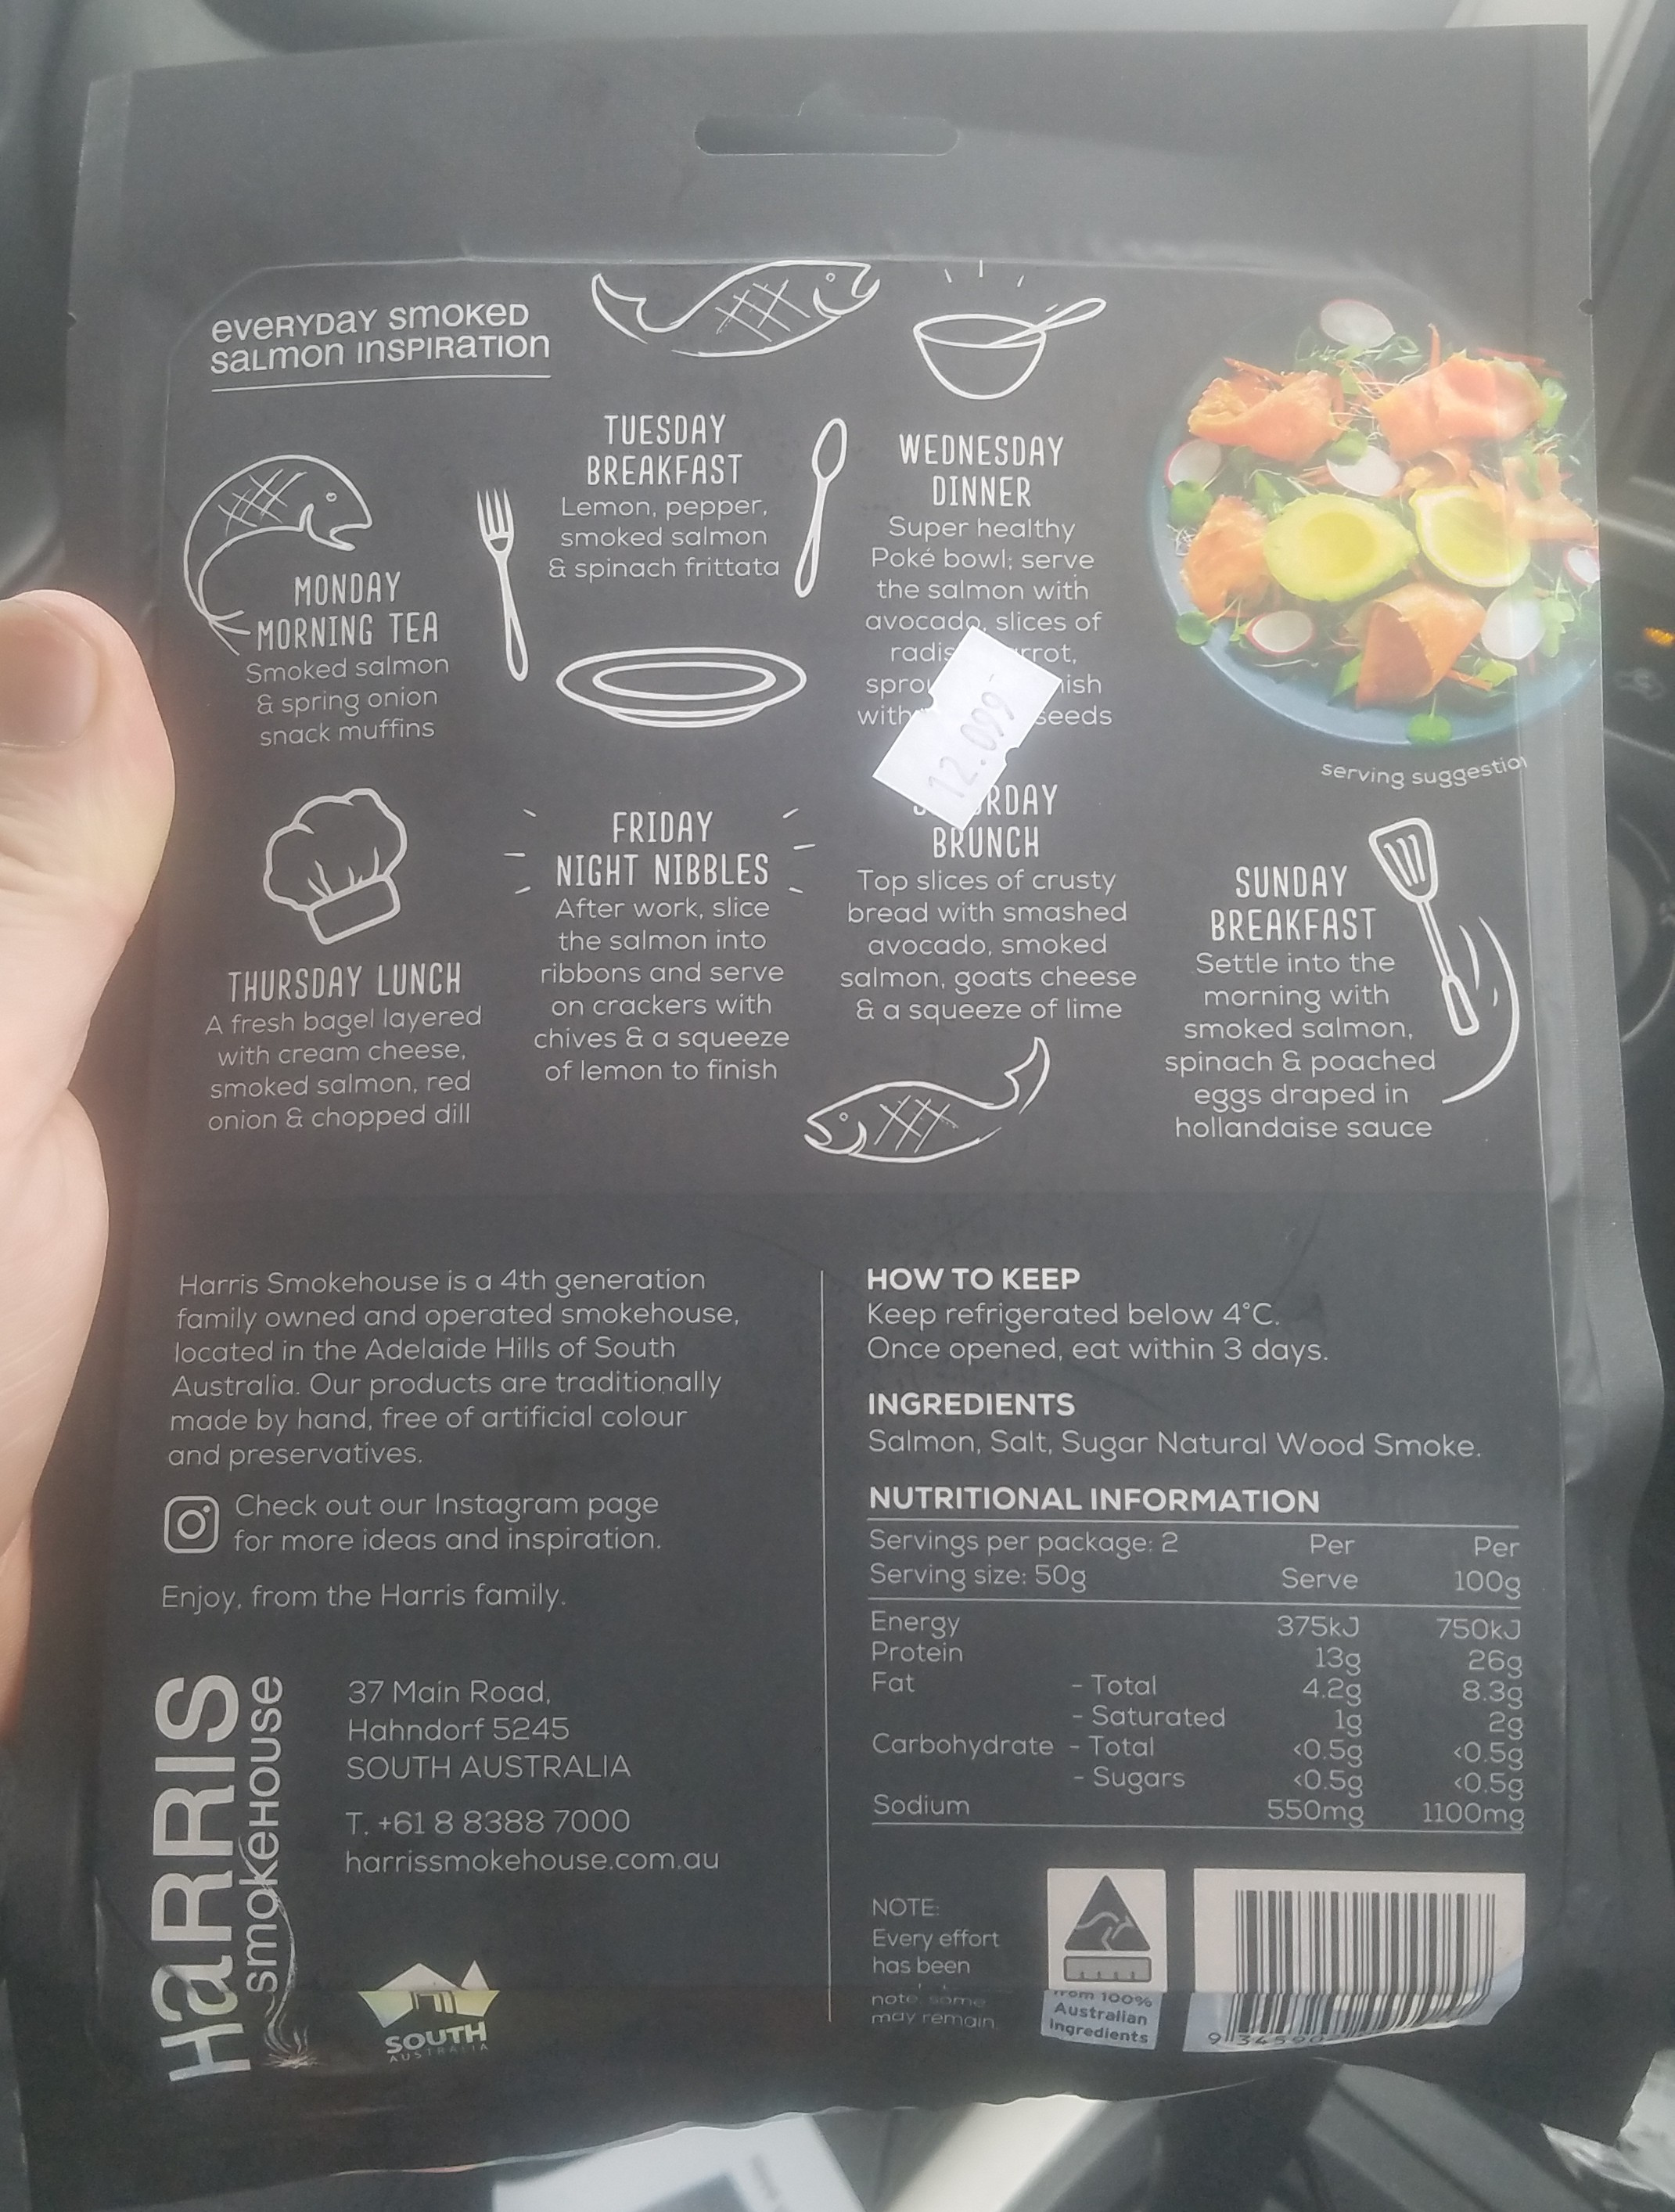 everyday smoked
salmon inspiration
MONDAY
MORNING TEA
Smoked salmon
& spring onion
snack muffins
TUESDAY
BREAKFAST
Lemon, pepper,
smoked salmon
& spinach frittata
WEDNESDAY
DINNER
Super healthy
Poké bowl; serve
the salmon with
avocado, slices of
with seeds
12.099
serving suggestion
THURSDAY LUNCH
A fresh bagel layered
with cream cheese,
smoked salmon, red
onion & chopped dill
FRIDAY
NIGHT NIBBLES
After work, slice
the salmon into
ribbons and serve
on crackers with
chives & a squeeze
of lemon to finish
BRUNCH
Top slices of crusty
bread with smashed
avocado, smoked
salmon, goats cheese
& a squeeze of lime
SUNDAY
BREAKFAST
Settle into the
morning with
smoked salmon,
spinach & poached
eggs draped in
hollandaise sauce
Harris Smokehouse is a 4th generation
family owned and operated smokehouse,
located in the Adelaide Hills of South
Australia. Our products are traditionally
made by hand, free of artificial colour
and preservatives.
Check out our Instagram page
for more ideas and inspiration.
Enjoy, from the Harris family.
HaRRIS
smokeHouse
37 Main Road,
Hahndorf 5245
SOUTH AUSTRALIA
T. +61 8 8388 7000
harrissmokehouse.com.au
SOUTH
AUSTRALIA
HOW TO KEEP
Keep refrigerated below 4°C.
Once opened, eat within 3 days.
INGREDIENTS
Salmon, Salt, Sugar Natural Wood Smoke.
NUTRITIONAL INFORMATION
Servings per package: 2 Per Per
Serving size: 50g Serve 100g
Energy 375kJ 750kJ
Protein 13g 26g
Fat - Total 4.2g 8.3g
- Saturated 1g 2g
Carbohydrate - Total <0.5g <0.5g
- Sugars <0.5g <0.5g
Sodium 550mg 1100mg
NOTE:
Every effort
has been
note. some
may remain
from 100%
Australian
Ingredients